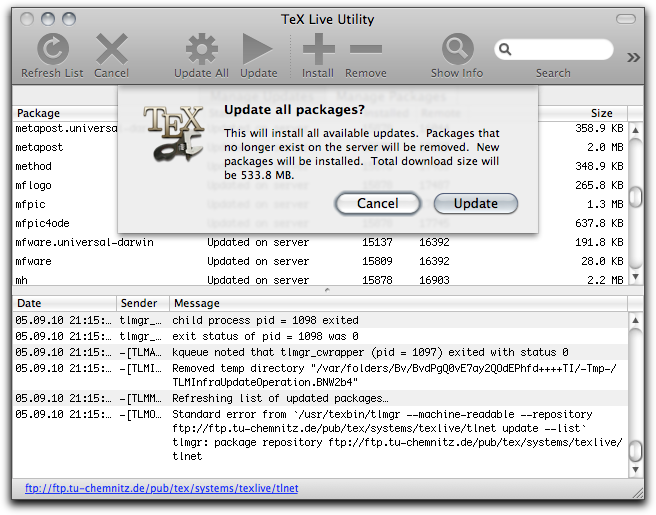 TeX Live Utility
Refresh List Cancel Update All Update Install Remove Show Info Search
Manage Updates Manage Packages
Package Size
metapost.universa 358.9 KB
metapost 2.0 MB
method 348.9 KB
mflogo 265.8 KB
mfpic 1.3 MB
mfpic4ode 637.8 KB
mfware.universal-darwin Updated on server 15137 16392 191.8 KB
mfware Updated on server 15809 16392 28.0 KB
mh Updated on server 15878 16903 2.2 MB
Update all packages?
This will install all available updates. Packages that
no longer exist on the server will be removed. New
packages will be installed. Total download size will
be 533.8 MB.
Cancel Update
Date Sender Message
05.09.10 21:15:… tlmgr_… child process pid = 1098 exited
05.09.10 21:15:… tlmgr_… exit status of pid = 1098 was 0
05.09.10 21:15:… -[TLMA… kqueue noted that tlmgr_cwrapper (pid = 1097) exited with status 0
05.09.10 21:15:… -[TLMI… Removed temp directory "/var/folders/Bv/BvdPgQ0vE7ay2QOdEPhfd++++TI/-Tmp-/
TLMInfraUpdateOperation.BNW2b4"
05.09.10 21:15:… -[TLMM… Refreshing list of updated packages…
05.09.10 21:15:… -[TLMO… Standard error from `/usr/texbin/tlmgr --machine-readable --repository
ftp://ftp.tu-chemnitz.de/pub/tex/systems/texlive/tlnet update --list`
tlmgr: package repository ftp://ftp.tu-chemnitz.de/pub/tex/systems/texlive/
tlnet
ftp://ftp.tu-chemnitz.de/pub/tex/systems/texlive/tlnet